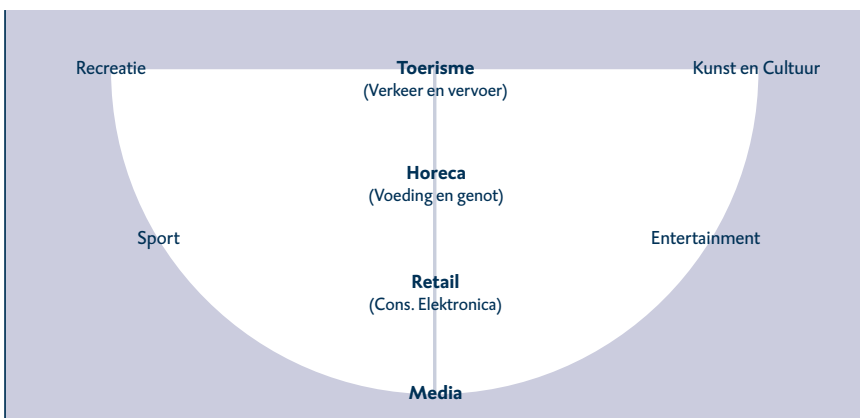 Recreatie
Toerisme
(Verkeer en vervoer)
Kunst en Cultuur
Horeca
(Voeding en genot)
Sport
Entertainment
Retail
(Cons. Elektronica)
Media